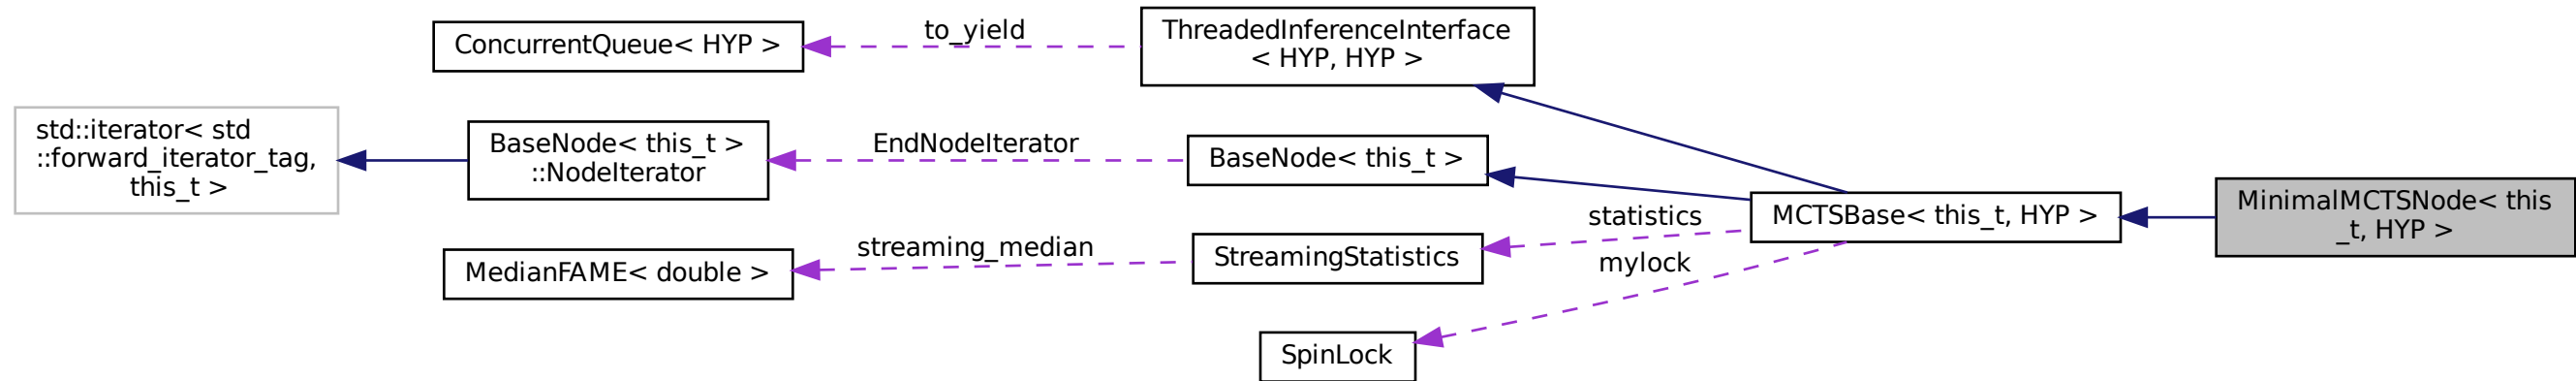 ConcurrentQueue< HYP >
to_yield
ThreadedInferenceInterface
< HYP, HYP >
std::iterator< std
::forward_iterator_tag,
this_t >
BaseNode< this_t >
::NodeIterator
EndNodeIterator
BaseNode< this_t >
MedianFAME< double >
streaming_median
StreamingStatistics
statistics
mylock
SpinLock
MCTSBase< this_t, HYP >
MinimalMCTSNode< this
_t, HYP >